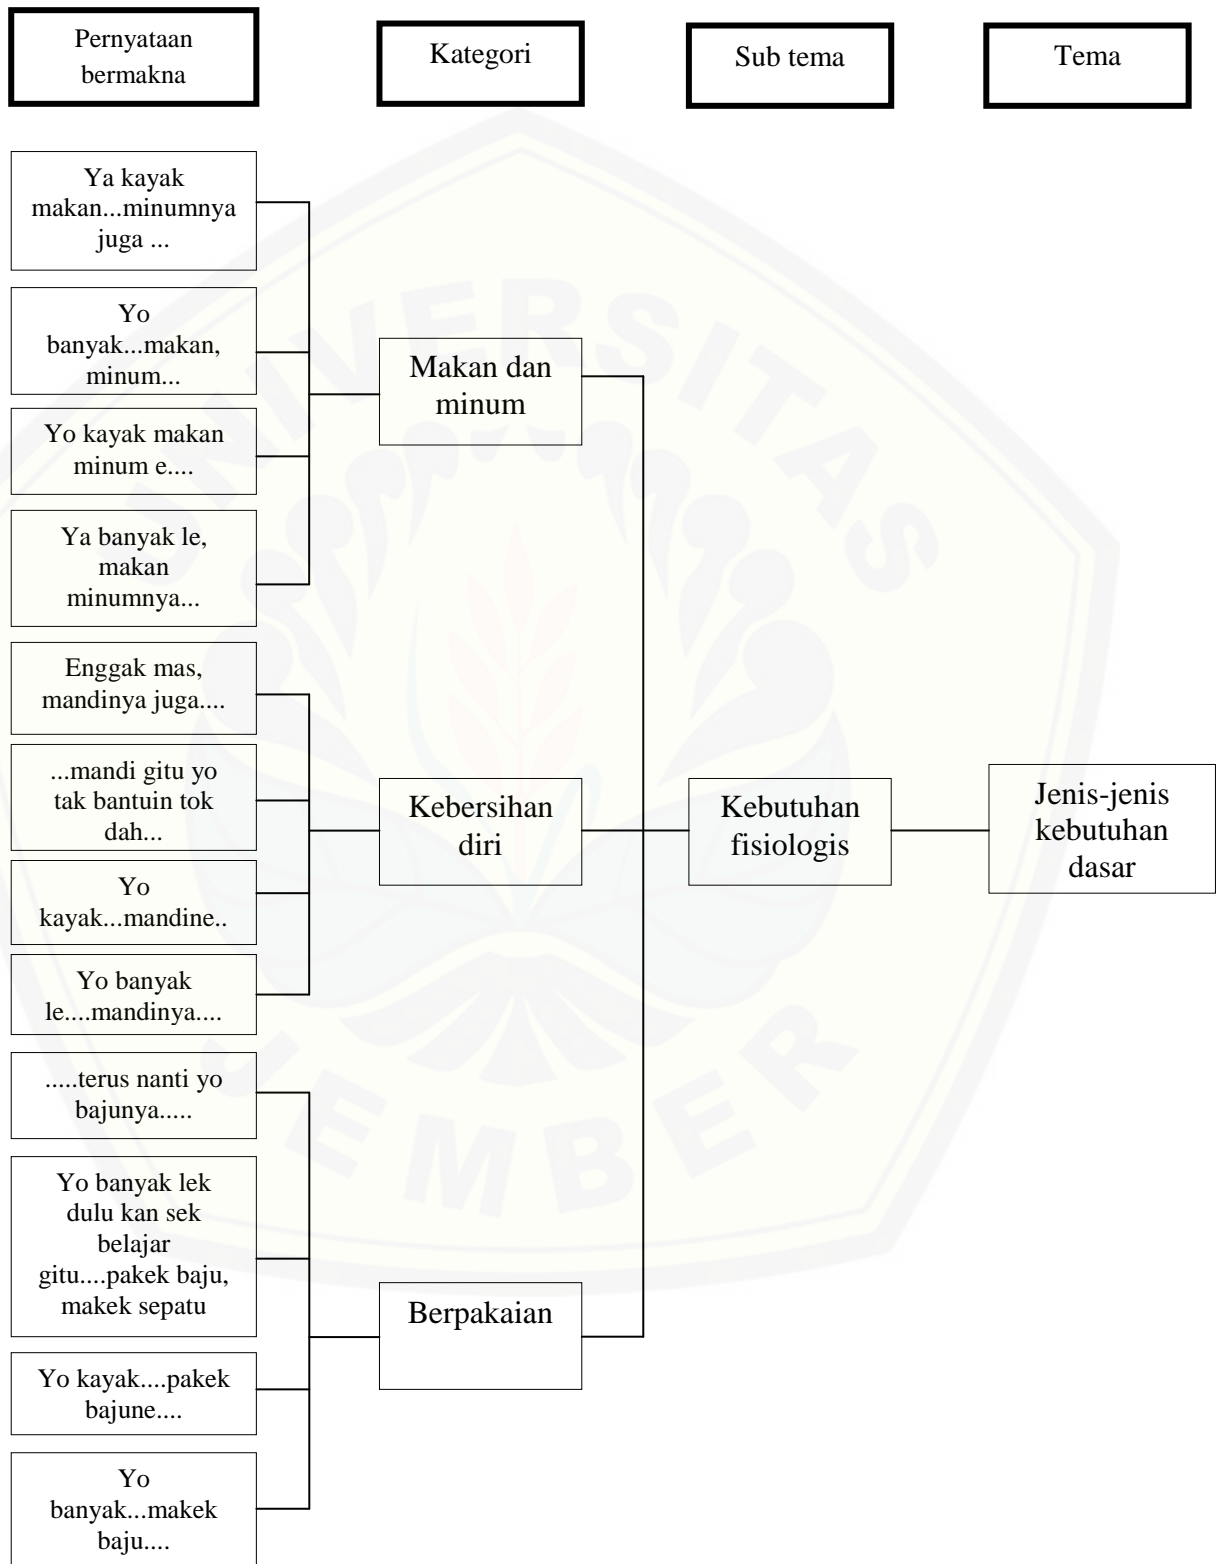 Pernyataan
bermakna
Kategori
Sub tema
Tema
Ya kayak
makan...minumnya
juga ...
Yo
banyak...makan,
minum...
Yo kayak makan
minum e....
Ya banyak le,
makan
minumnya...
Makan dan
minum
Enggak mas,
mandinya juga....
...mandi gitu yo
tak bantuin tok
dah...
Yo
kayak...mandine..
Yo banyak
le....mandinya....
Kebersihan
diri
Kebutuhan
fisiologis
Jenis-jenis
kebutuhan
dasar
.....terus nanti yo
bajunya.....
Yo banyak lek
dulu kan sek
belajar
gitu....pakek baju,
makek sepatu
Yo kayak....pakek
bajune....
Yo
banyak...makek
baju....
Berpakaian
UNIVERSITAS
JEMBER